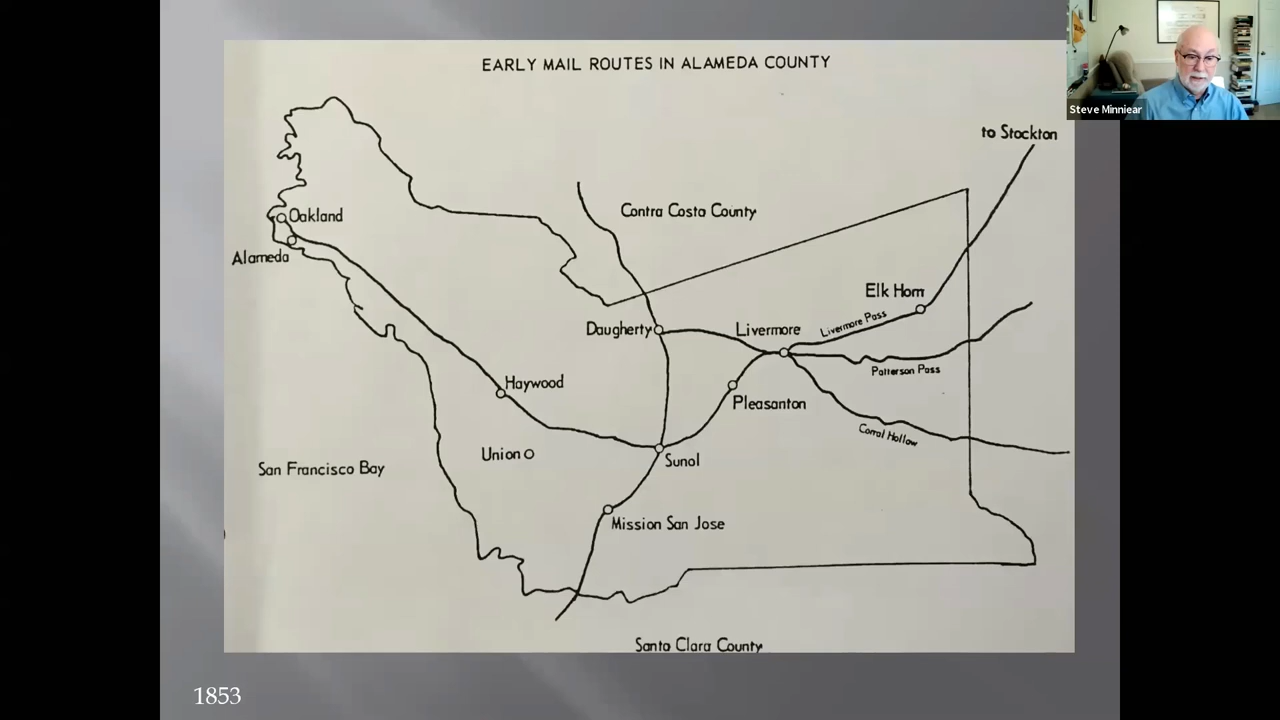 EARLY MAIL ROUTES IN ALAMEDA COUNTY
Steve Minniear
to Stockton
Contra Costa County
Oakland
Alameda
Elk Horn
Livermore Pass
Daugherty
Livermore
Patterson Pass
Haywood
Pleasanton
Corral Hollow
Union
Sunol
San Francisco Bay
Mission San Jose
Santa Clara County
1853